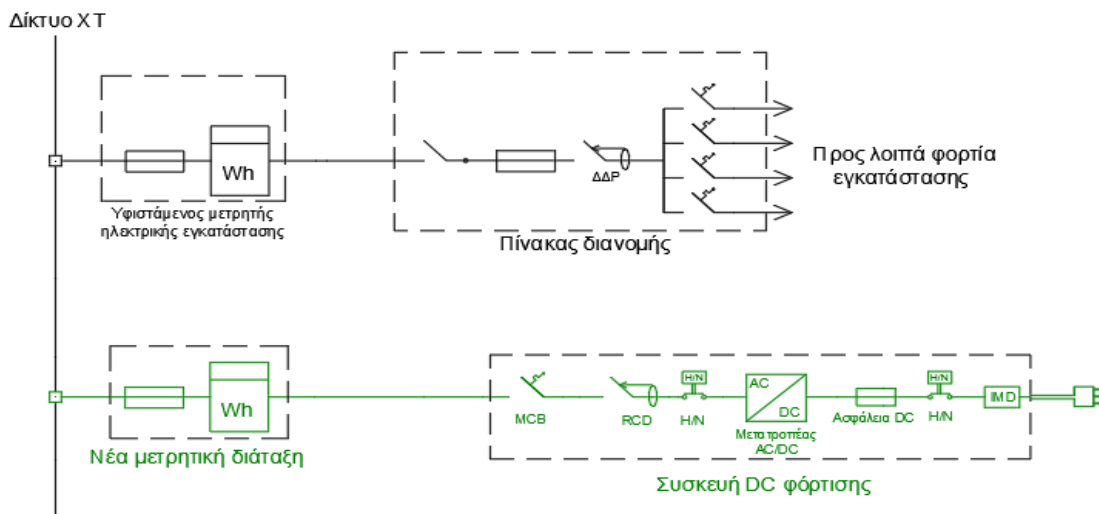 Δίκτυο ΧΤ
Wh
Υφιστάμενος μετρητής
ηλεκτρικής εγκατάστασης
ΔΔΡ
Πίνακας διανομής
Προς λοιπά φορτία
εγκατάστασης
Wh
Νέα μετρητική διάταξη
MCB
RCD
Η/Ν
Η/Ν
AC
DC
Μετατροπέας
AC/DC
Ασφάλεια DC
Η/Ν
Η/Ν
IMD
Συσκευή DC φόρτισης